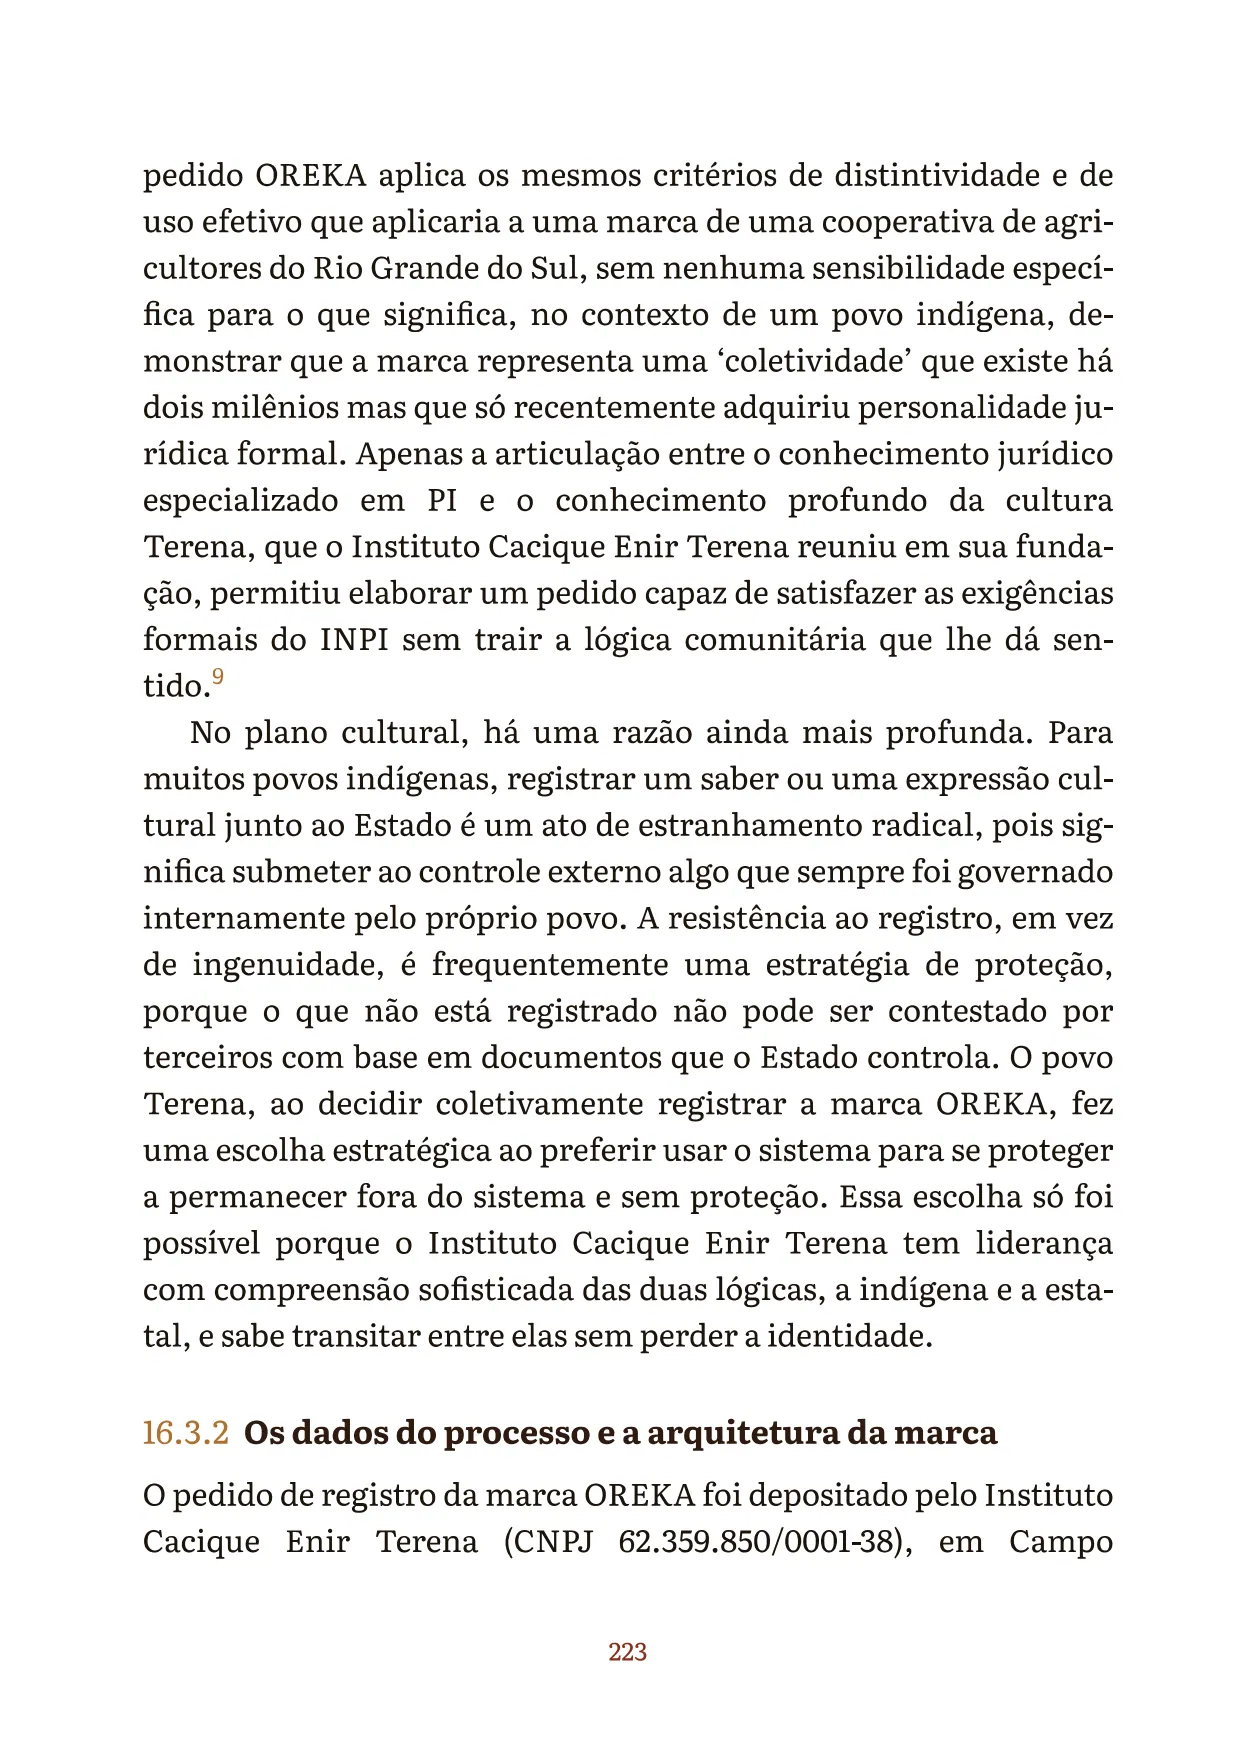 pedido OREKA aplica os mesmos critérios de distintividade e de
uso efetivo que aplicaria a uma marca de uma cooperativa de agri-
cultores do Rio Grande do Sul, sem nenhuma sensibilidade especí-
fica para o que significa, no contexto de um povo indígena, de-
monstrar que a marca representa uma ‘coletividade’ que existe há
dois milênios mas que só recentemente adquiriu personalidade ju-
rídica formal. Apenas a articulação entre o conhecimento jurídico
especializado em PI e o conhecimento profundo da cultura
Terena, que o Instituto Cacique Enir Terena reuniu em sua funda-
ção, permitiu elaborar um pedido capaz de satisfazer as exigências
formais do INPI sem trair a lógica comunitária que lhe dá sen-
tido.9
No plano cultural, há uma razão ainda mais profunda. Para
muitos povos indígenas, registrar um saber ou uma expressão cul-
tural junto ao Estado é um ato de estranhamento radical, pois sig-
nifica submeter ao controle externo algo que sempre foi governado
internamente pelo próprio povo. A resistência ao registro, em vez
de ingenuidade, é frequentemente uma estratégia de proteção,
porque o que não está registrado não pode ser contestado por
terceiros com base em documentos que o Estado controla. O povo
Terena, ao decidir coletivamente registrar a marca OREKA, fez
uma escolha estratégica ao preferir usar o sistema para se proteger
a permanecer fora do sistema e sem proteção. Essa escolha só foi
possível porque o Instituto Cacique Enir Terena tem liderança
com compreensão sofisticada das duas lógicas, a indígena e a esta-
tal, e sabe transitar entre elas sem perder a identidade.
16.3.2 Os dados do processo e a arquitetura da marca
O pedido de registro da marca OREKA foi depositado pelo Instituto
Cacique Enir Terena (CNPJ 62.359.850/0001-38), em Campo
223